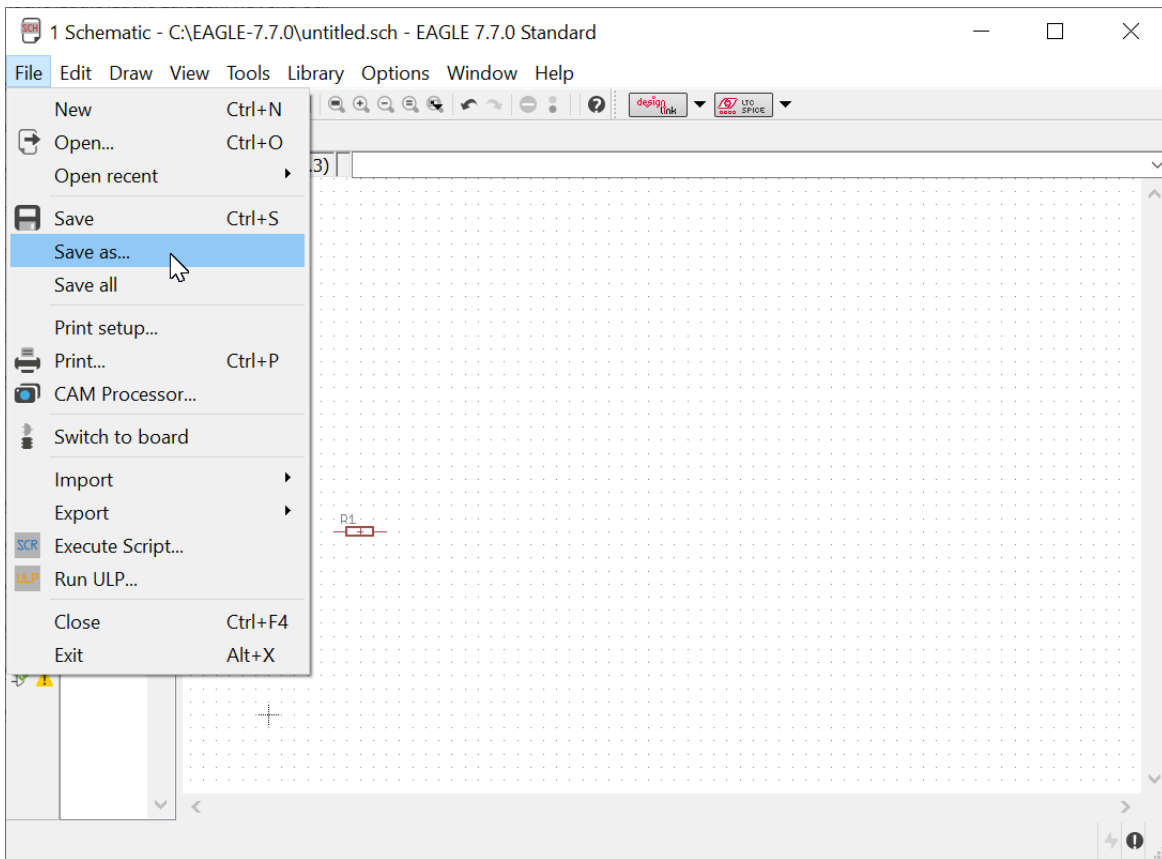 1 Schematic - C:\EAGLE-7.7.0\untitled.sch - EAGLE 7.7.0 Standard
File Edit Draw View Tools Library Options Window Help
design link LTC SPICE
New Ctrl+N
Open... Ctrl+O
Open recent
.3)
Save Ctrl+S
Save as...
Save all
Print setup...
Print... Ctrl+P
CAM Processor...
Switch to board
Import
Export
R1
SCR Execute Script...
ULP Run ULP...
Close Ctrl+F4
Exit Alt+X